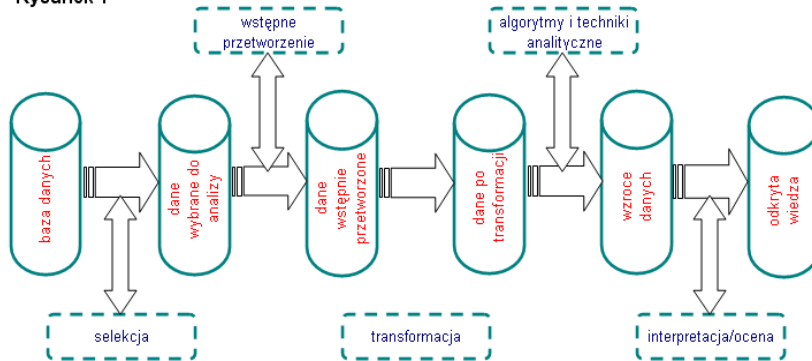 Rysunek 1
wstępne
przetworzenie
algorytmy i techniki
analityczne
baza danych
dane
wybrane do
analizy
dane
wstępnie
przetworzone
dane po
transformacji
wzroce
danych
odkryta
wiedza
selekcja
transformacja
interpretacja/ocena